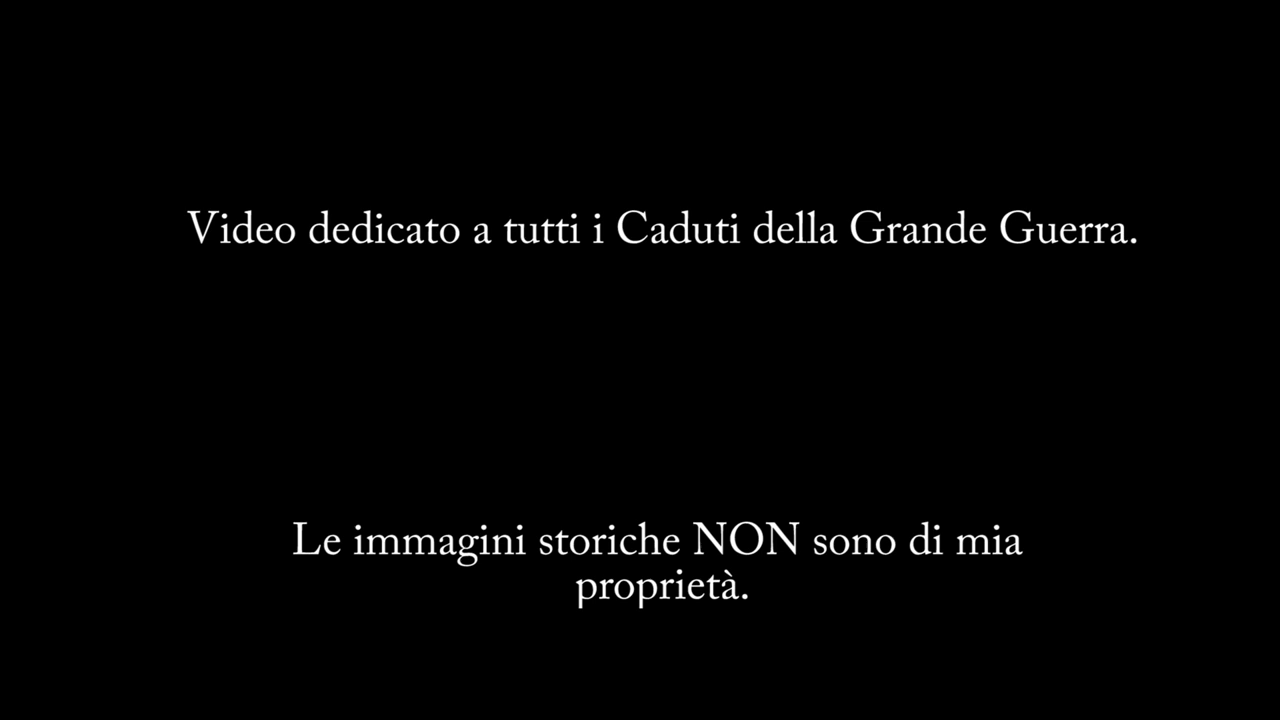 Video dedicato a tutti i Caduti della Grande Guerra.
Le immagini storiche NON sono di mia
proprietà.